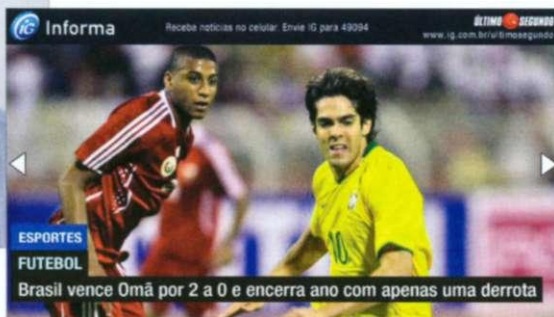 iG Informa
Receba notícias no celular. Envie IG para 49094
ÚLTIMO SEGUNDO
www.ig.com.br/ultimosegundo
10
ESPORTES
FUTEBOL
Brasil vence Omã por 2 a 0 e encerra ano com apenas uma derrota